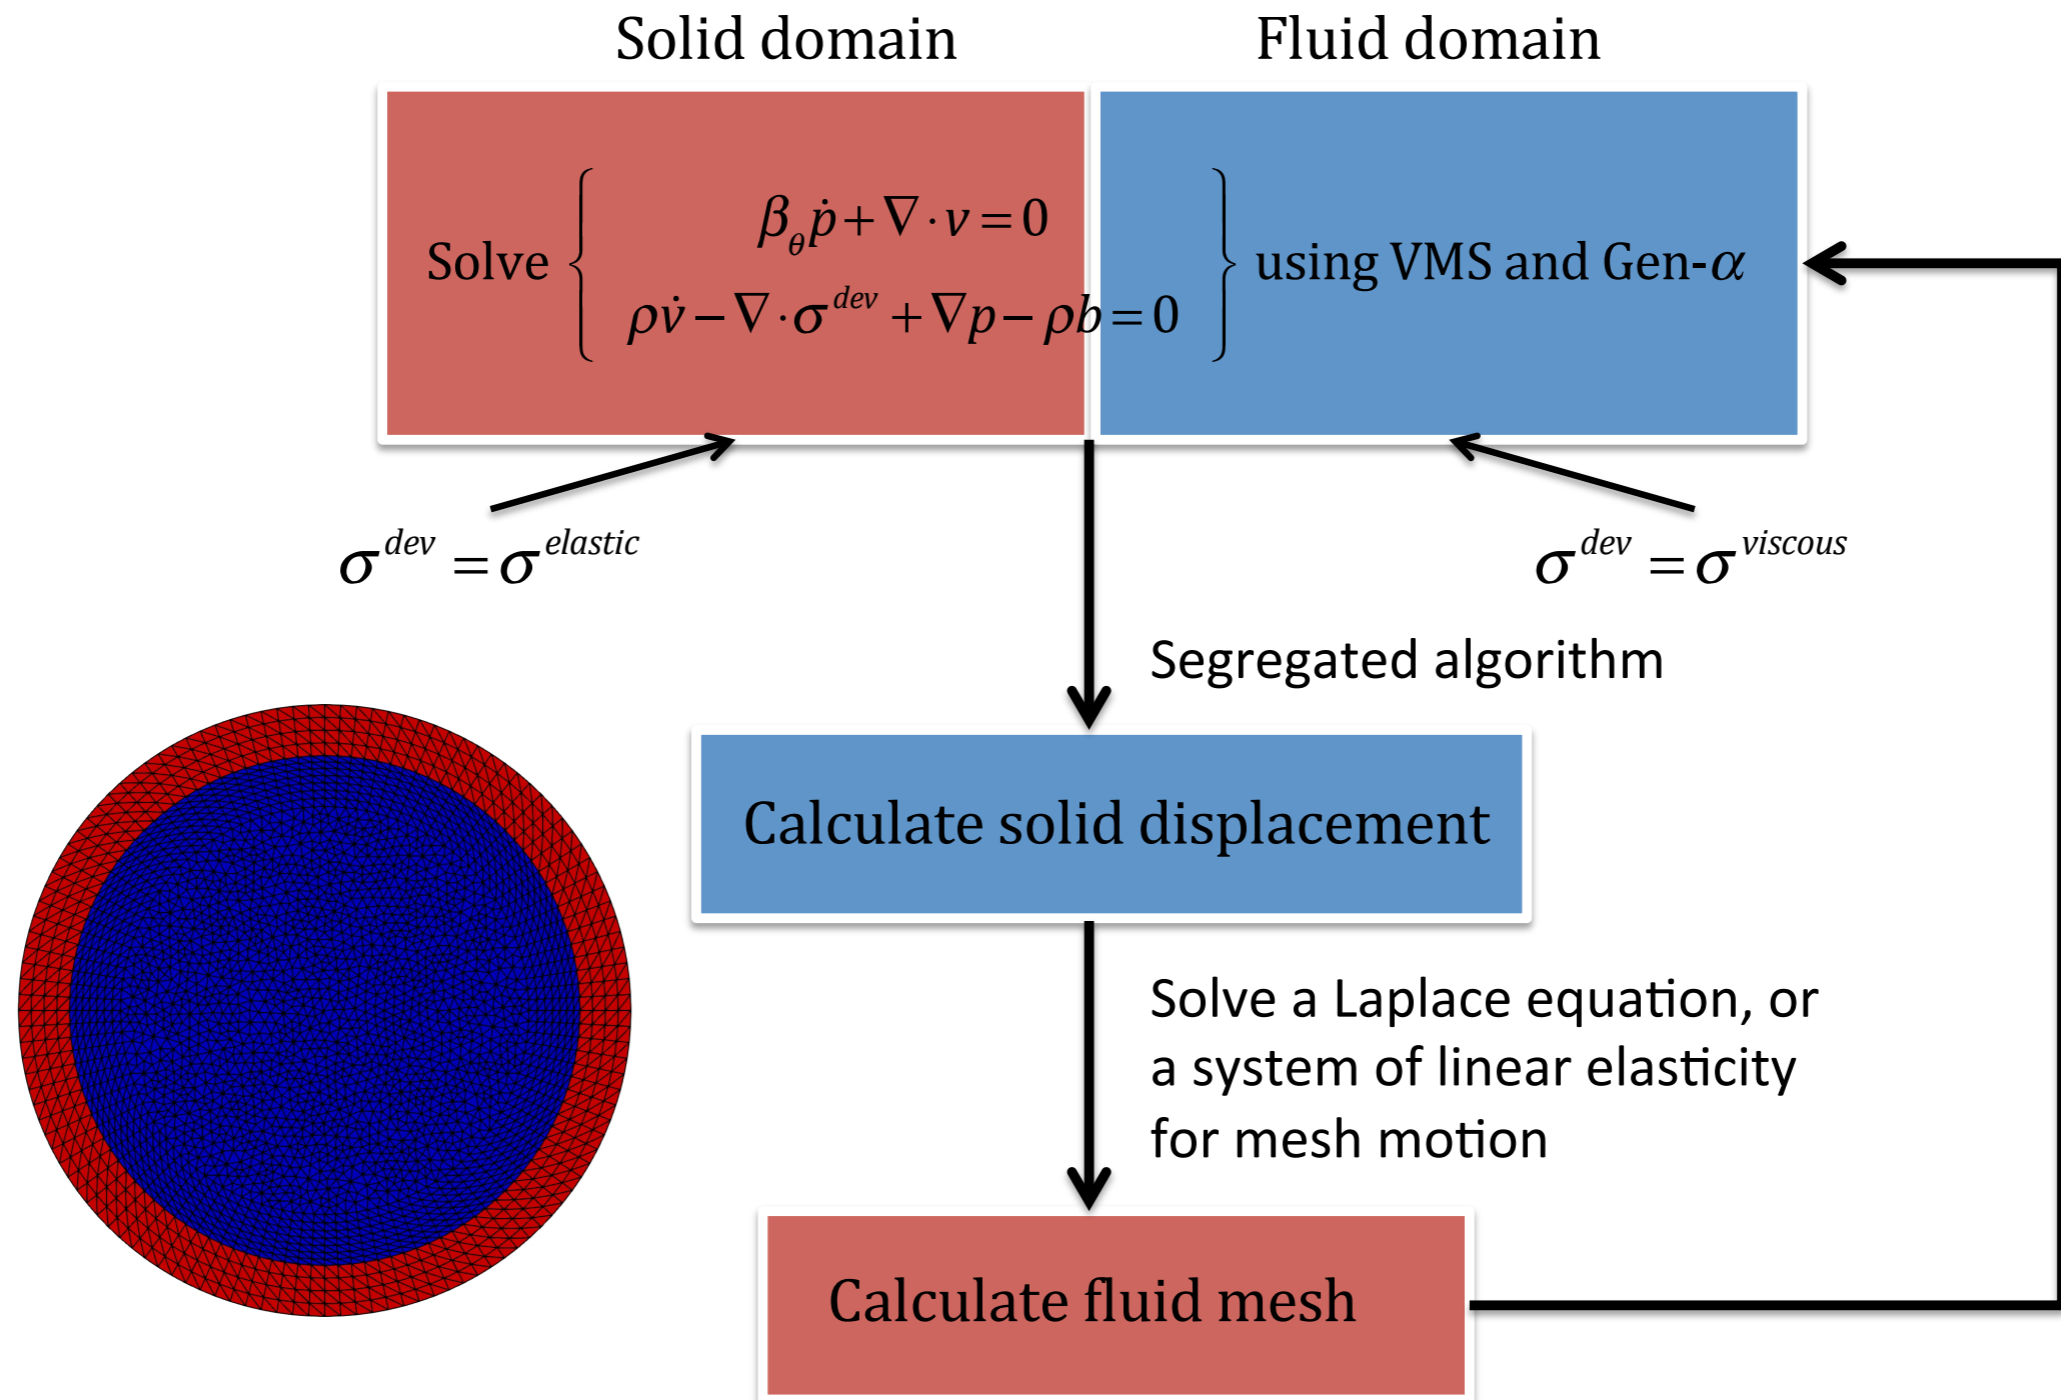 Solid domain
Fluid domain
Solve { β_θ ṗ + ∇ · v = 0
ρv̇ − ∇ · σ^dev + ∇p − ρb = 0 } using VMS and Gen-α
σ^dev = σ^elastic
σ^dev = σ^viscous
Segregated algorithm
Calculate solid displacement
Solve a Laplace equation, or
a system of linear elasticity
for mesh motion
Calculate fluid mesh